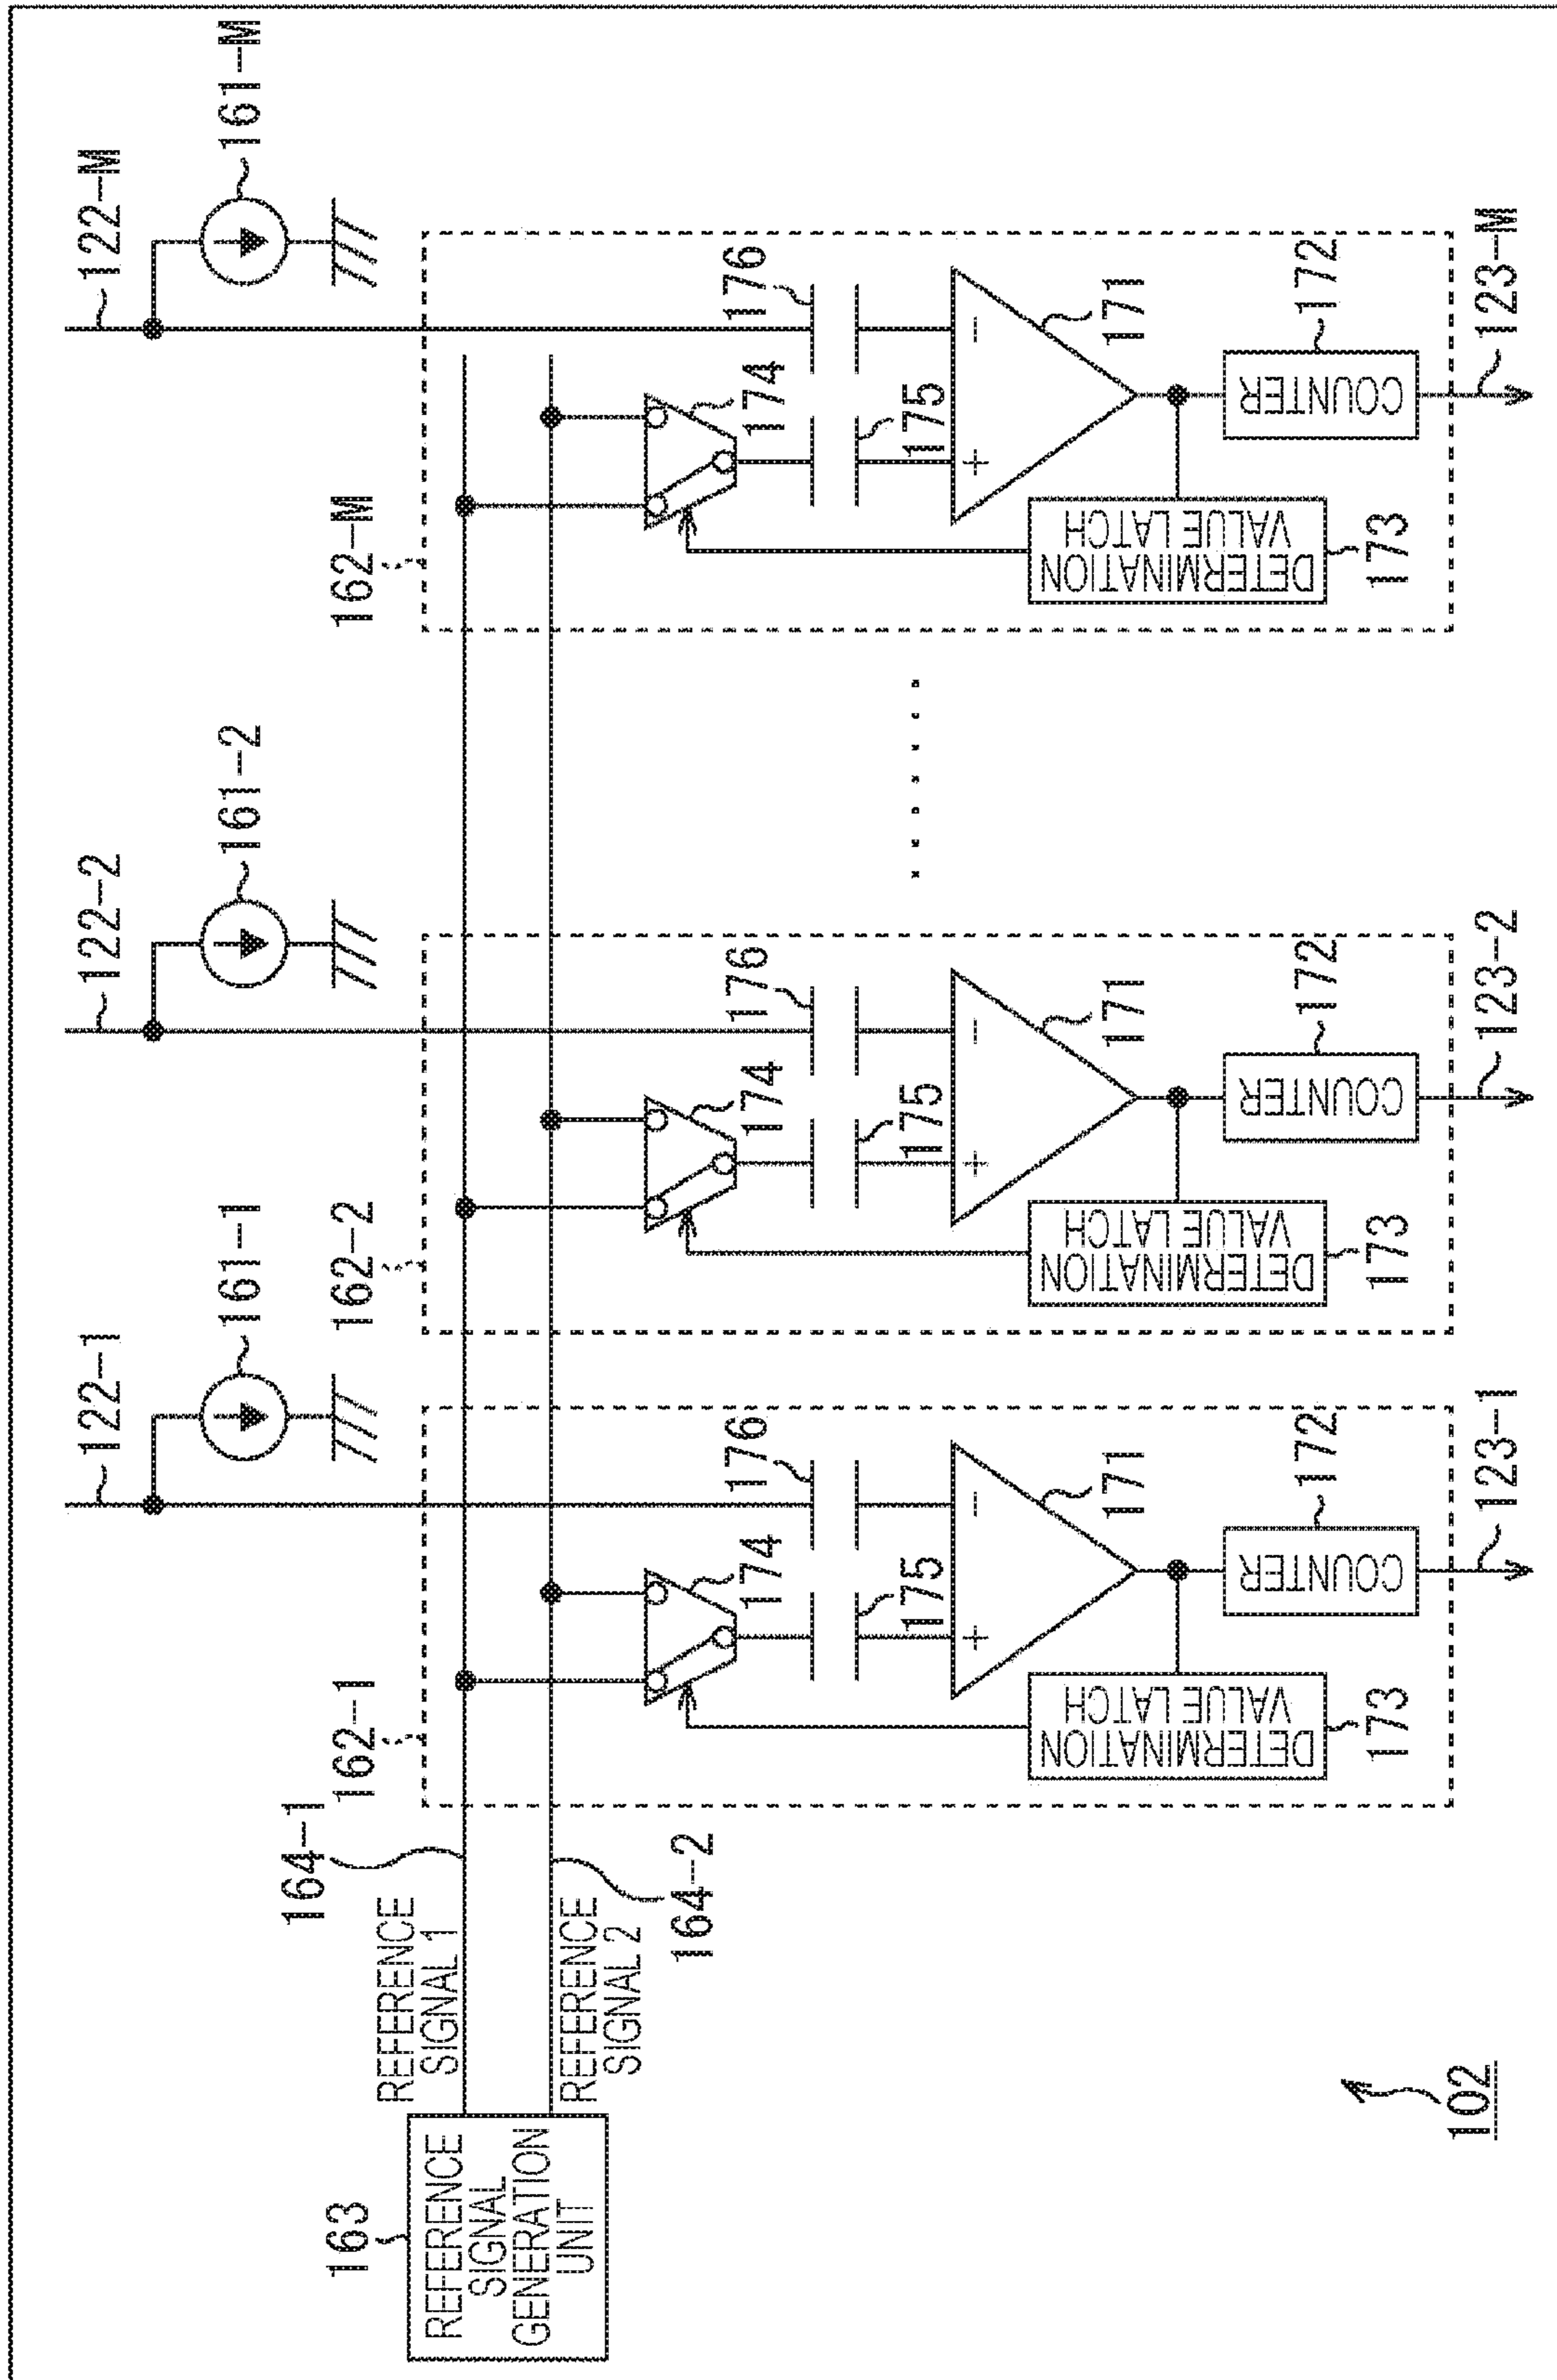 122-1
122-2
122-M
161-1
161-2
161-M
163
REFERENCE
SIGNAL
GENERATION
UNIT
REFERENCE
SIGNAL 1
164-1
REFERENCE
SIGNAL 2
164-2
162-1
174
176
175
+
-
171
DETERMINATION
VALUE LATCH
173
COUNTER
172
123-1
162-2
174
176
175
+
-
171
DETERMINATION
VALUE LATCH
173
COUNTER
172
123-2
162-M
174
176
175
+
-
171
DETERMINATION
VALUE LATCH
173
COUNTER
172
123-M
102